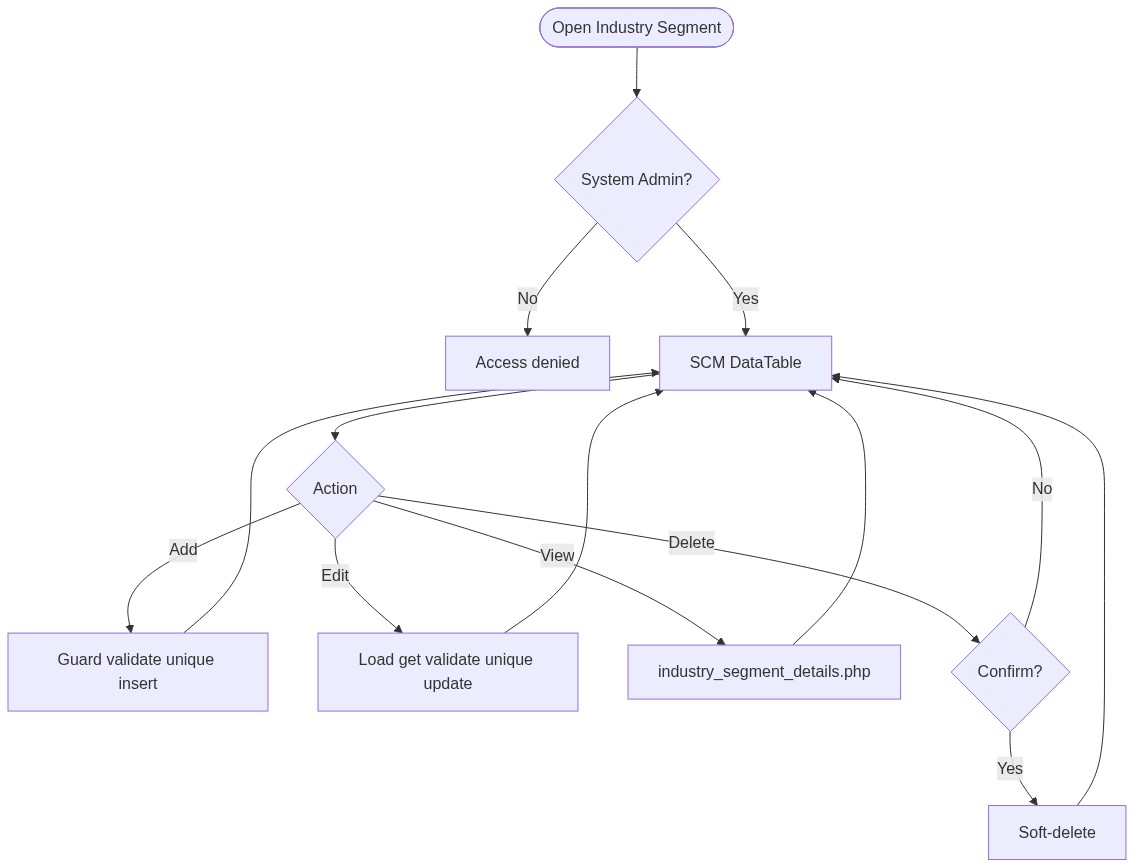 Open Industry Segment
System Admin?
No
Yes
Access denied
SCM DataTable
Action
No
Add
Edit
View
Delete
Guard validate unique
insert
Load get validate unique
update
industry_segment_details.php
Confirm?
Yes
Soft-delete